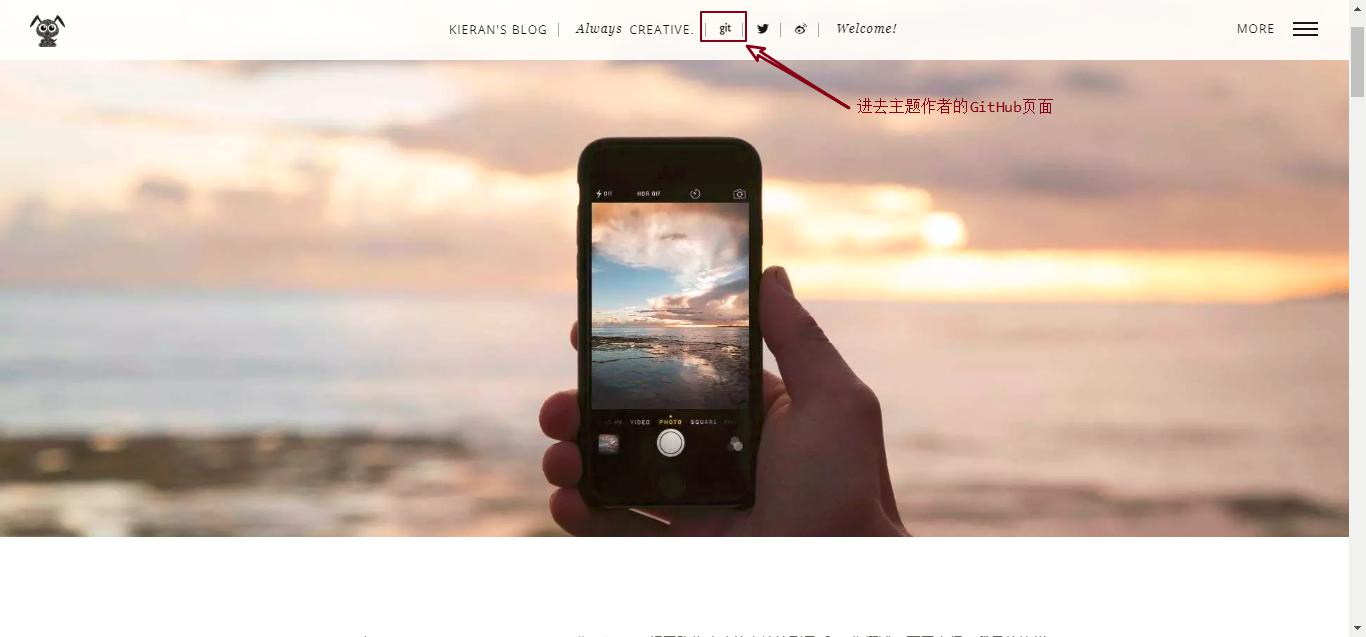 KIERAN'S BLOG Always CREATIVE. git Welcome! MORE
进去主题作者的GitHub页面
Off HDR Off
VIDEO PHOTO SQUARE